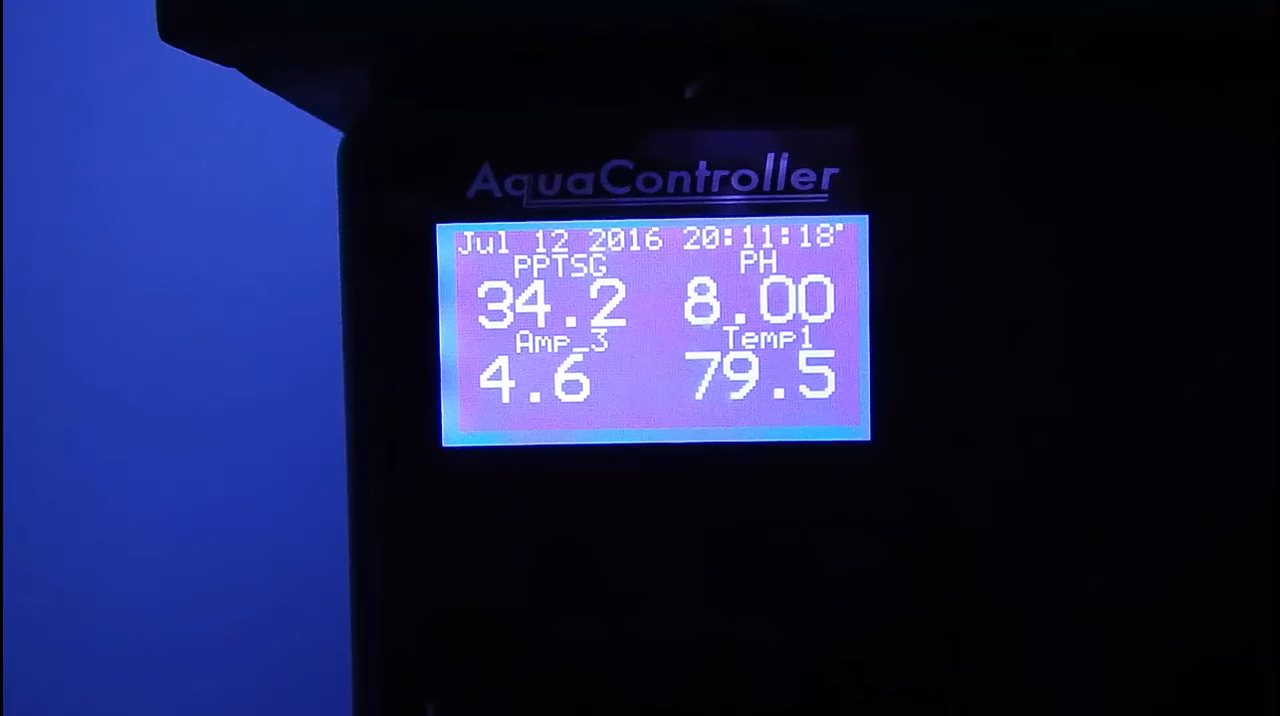 AquaController
Jul 12 2016 20:11:18
PPTSG PH
34.2 8.00
Amp_3 Temp1
4.6 79.5